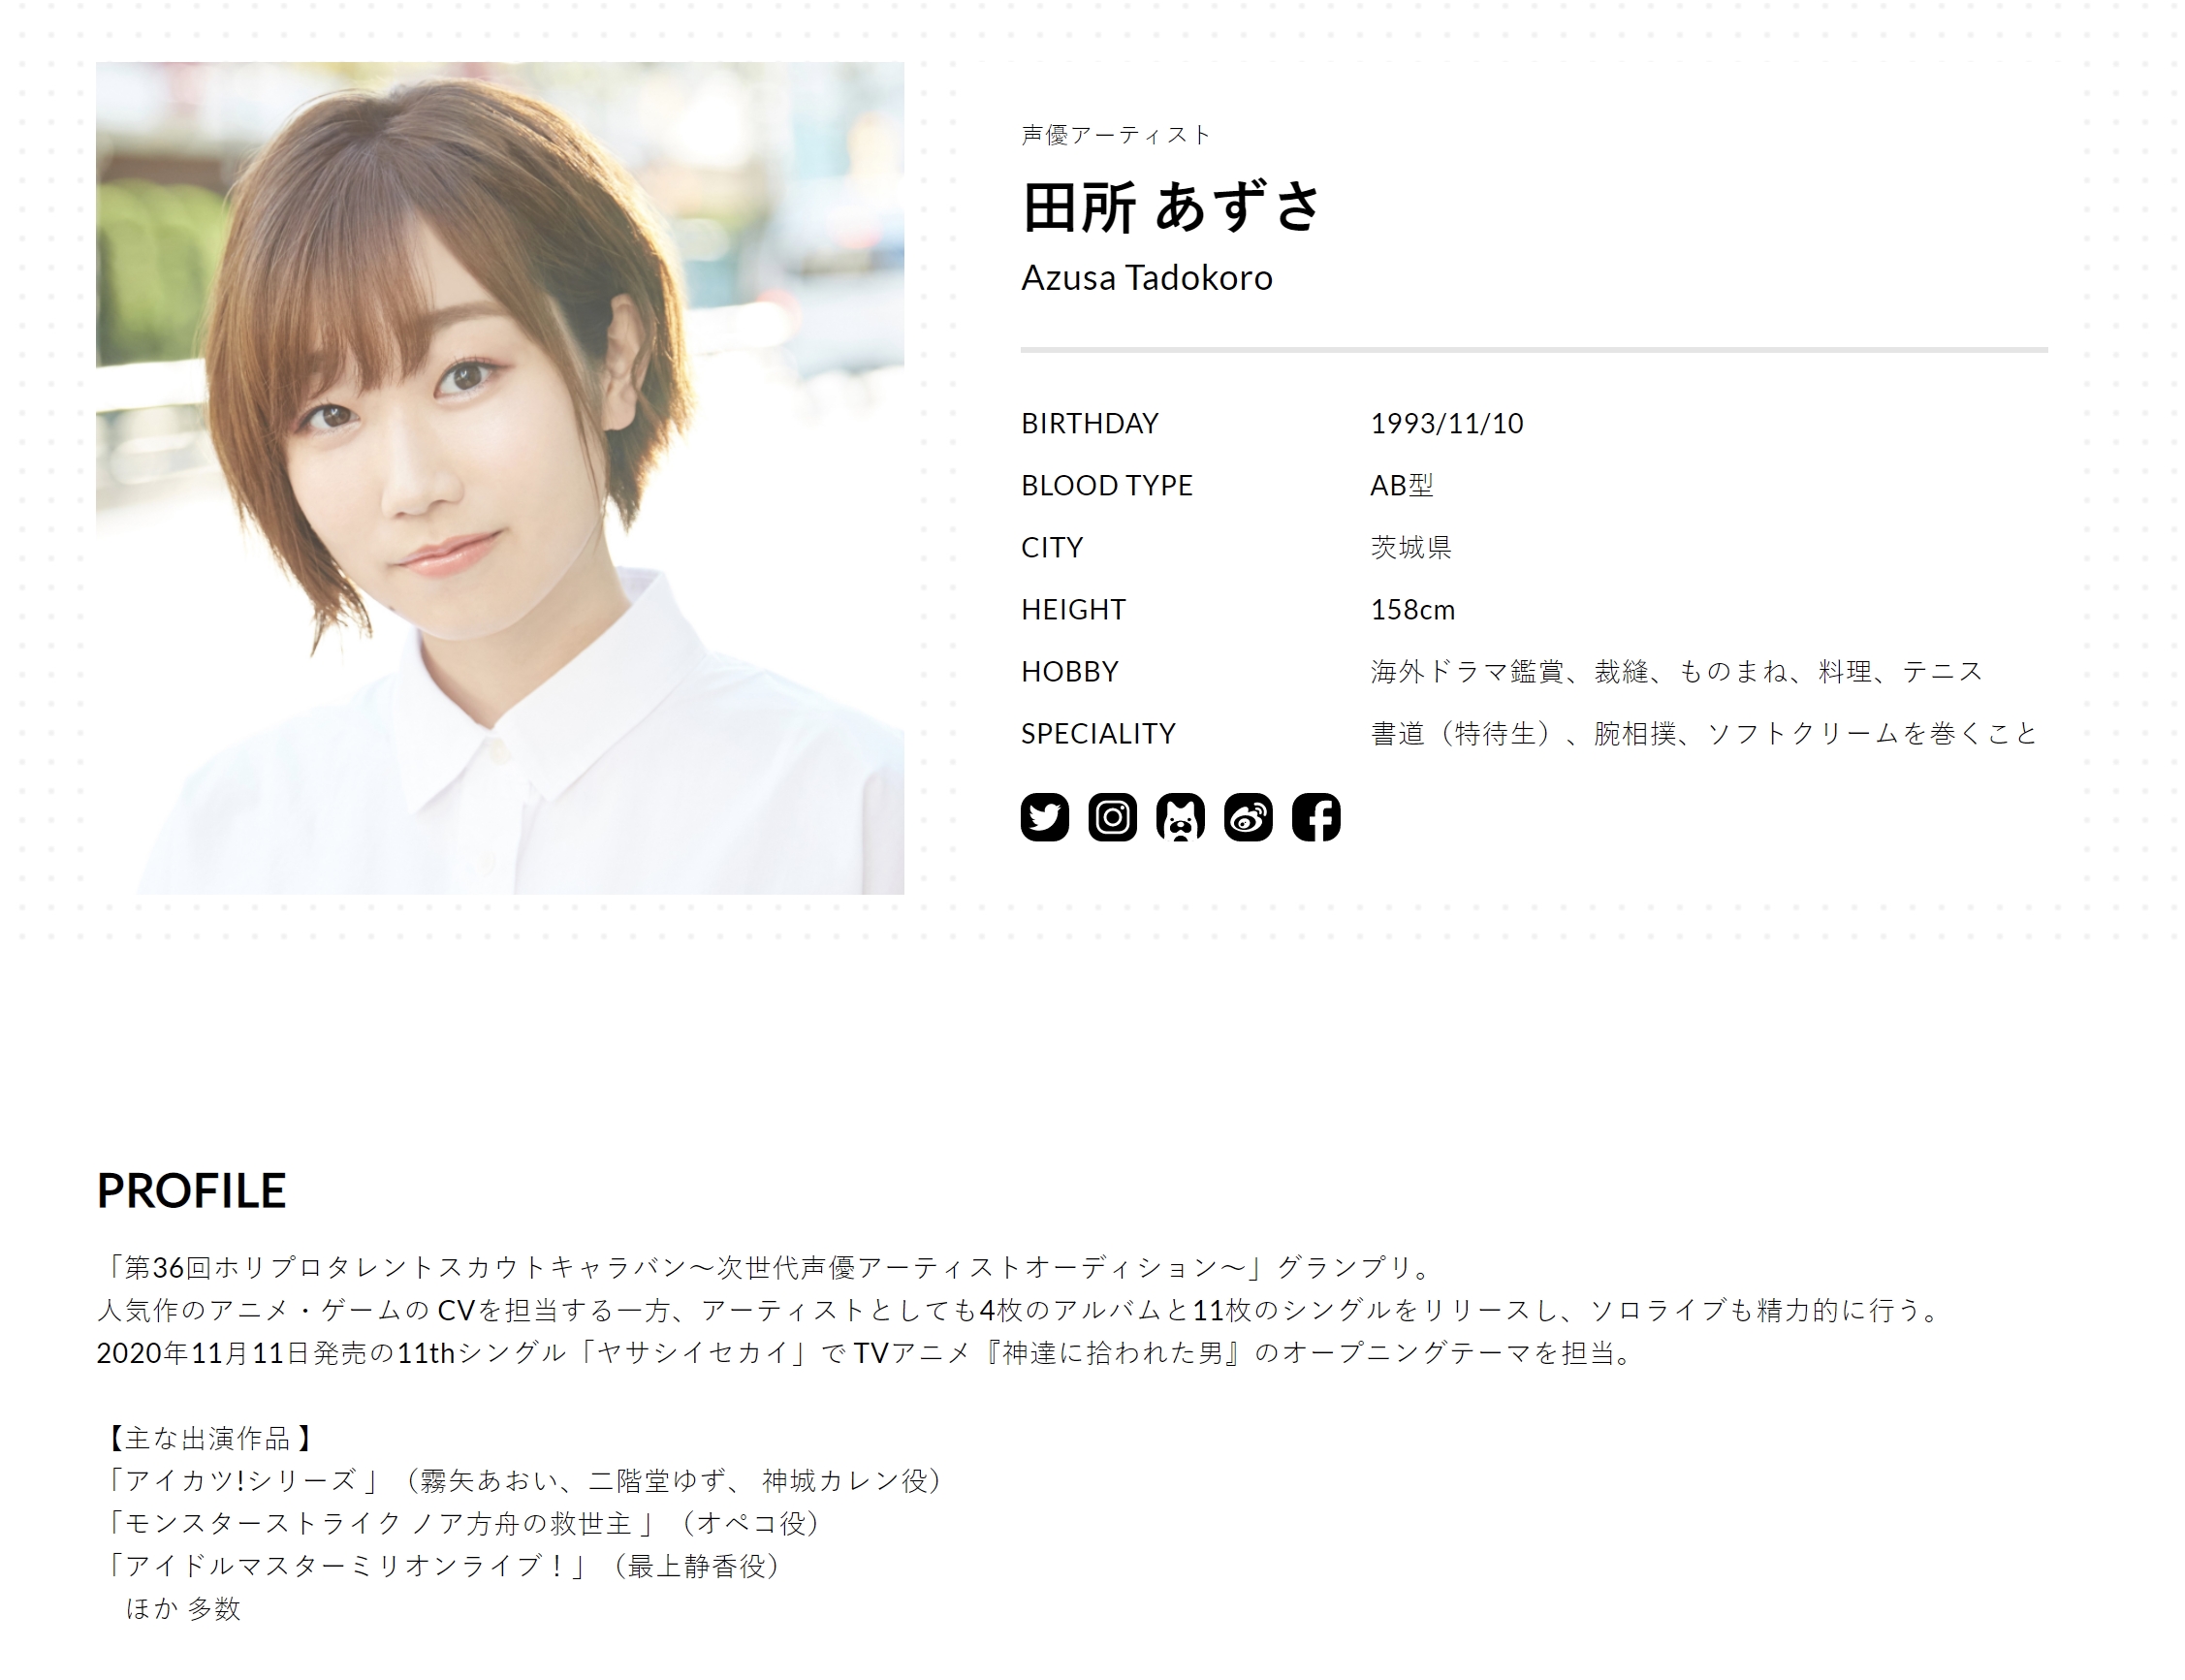 声優アーティスト
田所 あずさ
Azusa Tadokoro
BIRTHDAY 1993/11/10
BLOOD TYPE AB型
CITY 茨城県
HEIGHT 158cm
HOBBY 海外ドラマ鑑賞、裁縫、ものまね、料理、テニス
SPECIALITY 書道（特待生）、腕相撲、ソフトクリームを巻くこと
PROFILE
「第36回ホリプロタレントスカウトキャラバン～次世代声優アーティストオーディション～」グランプリ。
人気作のアニメ・ゲームの CVを担当する一方、アーティストとしても4枚のアルバムと11枚のシングルをリリースし、ソロライブも精力的に行う。
2020年11月11日発売の11thシングル「ヤサシイセカイ」で TVアニメ『神達に拾われた男』のオープニングテーマを担当。
【主な出演作品 】
「アイカツ!シリーズ 」（霧矢あおい、二階堂ゆず、 神城カレン役）
「モンスターストライク ノア方舟の救世主 」（オペコ役）
「アイドルマスターミリオンライブ！」（最上静香役）
ほか 多数